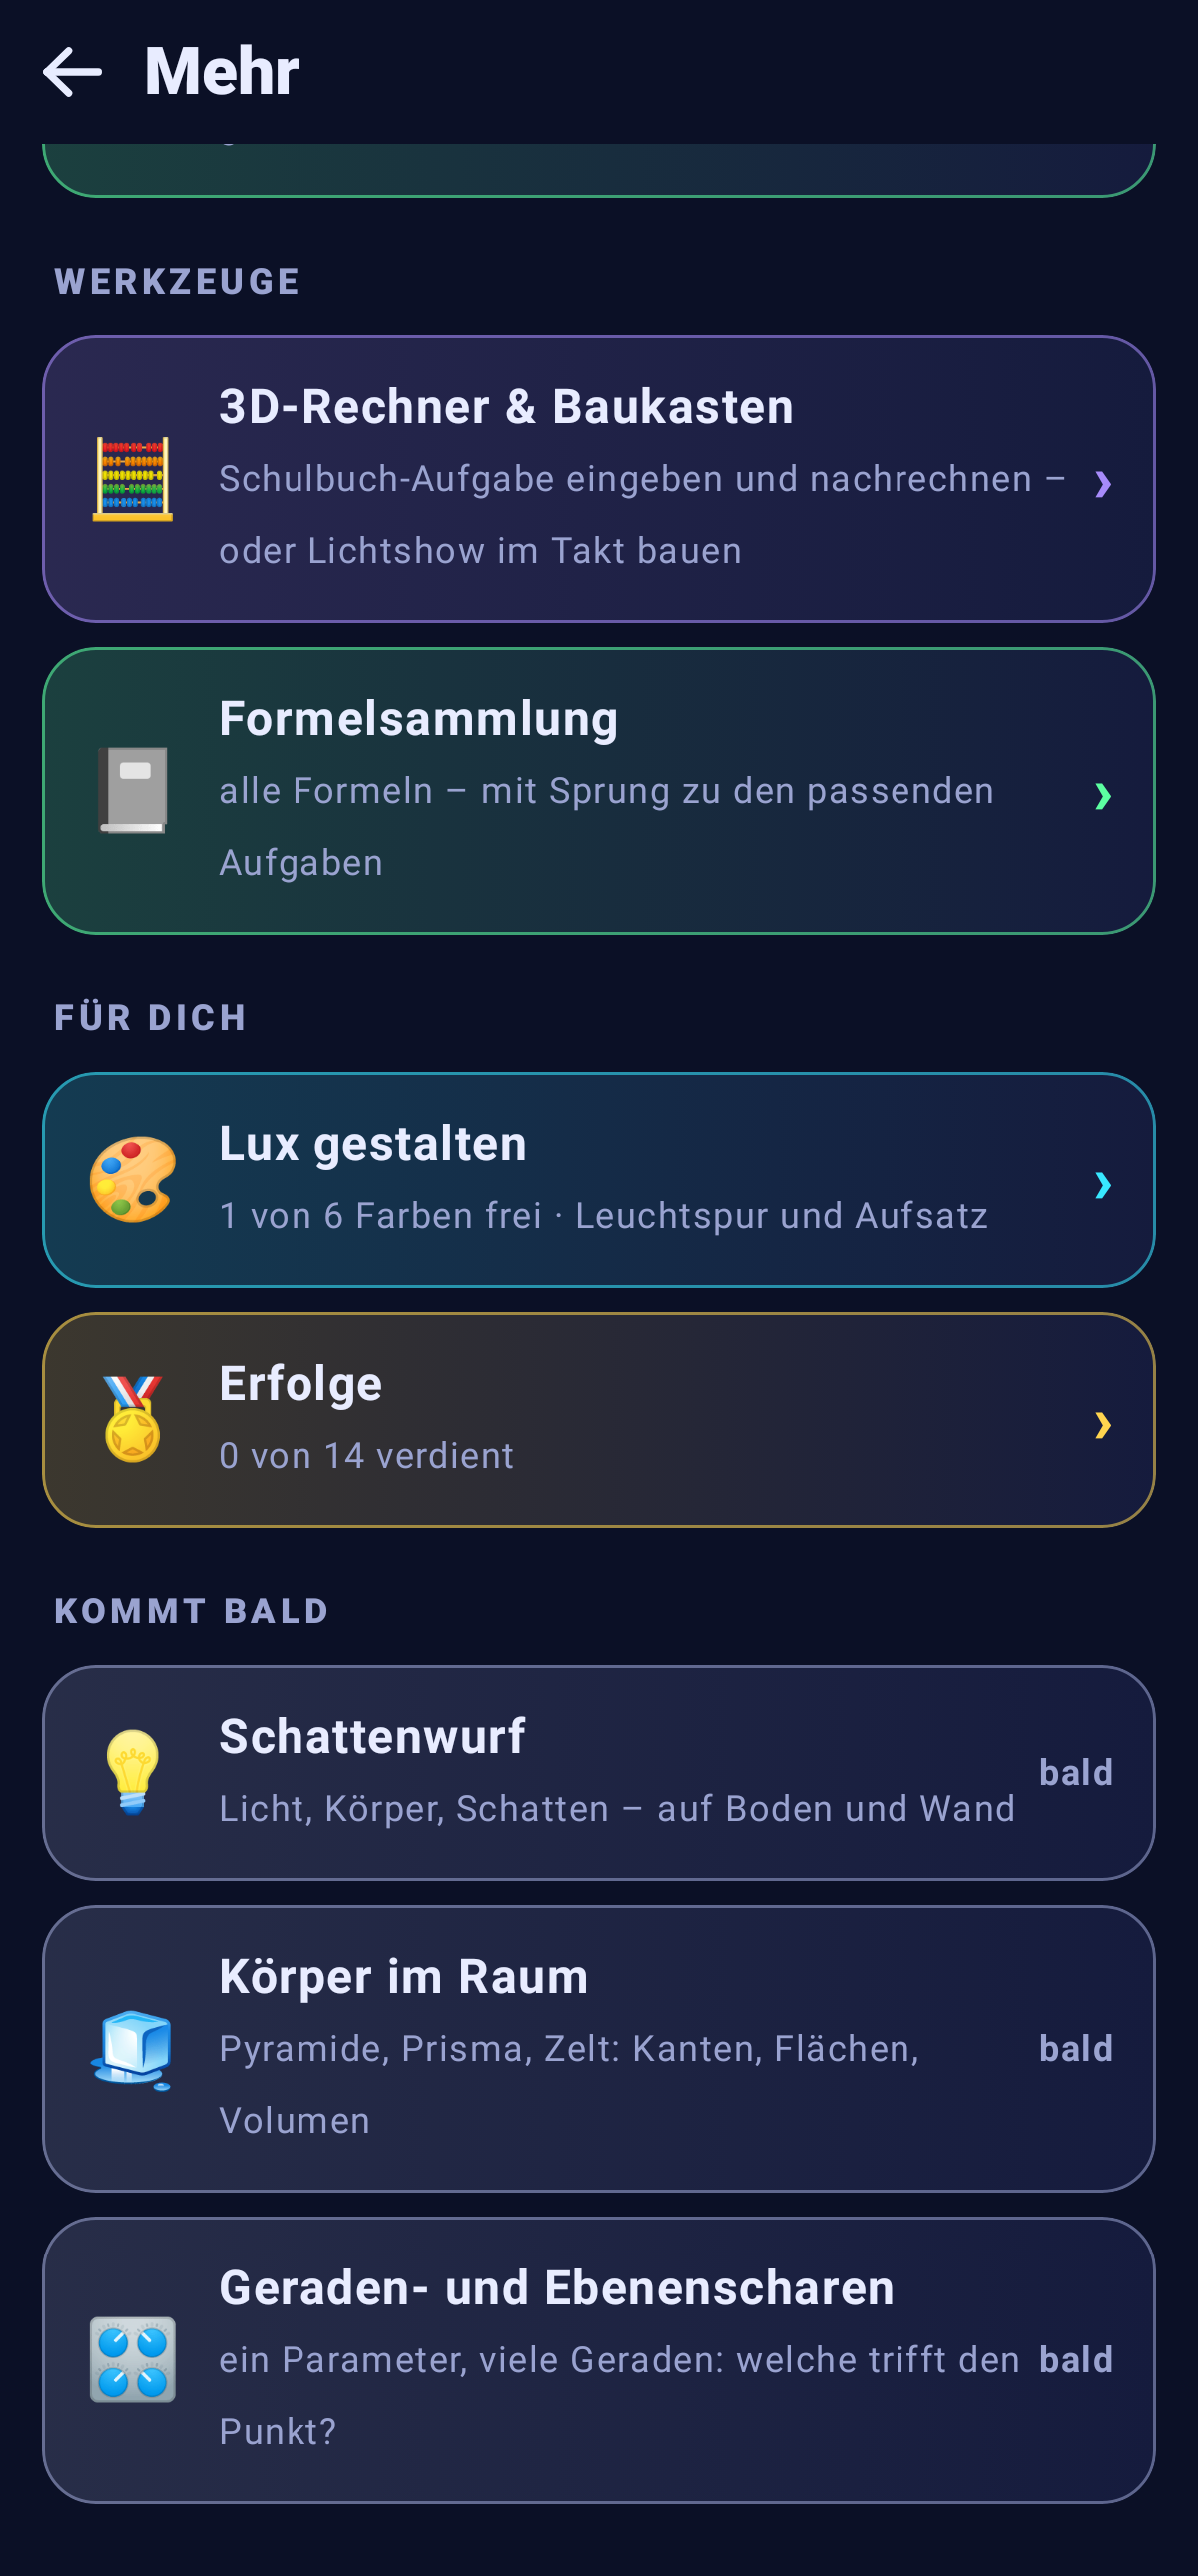 Mehr
WERKZEUGE
3D-Rechner & Baukasten
Schulbuch-Aufgabe eingeben und nachrechnen –
oder Lichtshow im Takt bauen
Formelsammlung
alle Formeln – mit Sprung zu den passenden
Aufgaben
FÜR DICH
Lux gestalten
1 von 6 Farben frei · Leuchtspur und Aufsatz
Erfolge
0 von 14 verdient
KOMMT BALD
Schattenwurf
Licht, Körper, Schatten – auf Boden und Wand
bald
Körper im Raum
Pyramide, Prisma, Zelt: Kanten, Flächen,
Volumen
bald
Geraden- und Ebenenscharen
ein Parameter, viele Geraden: welche trifft den
Punkt?
bald